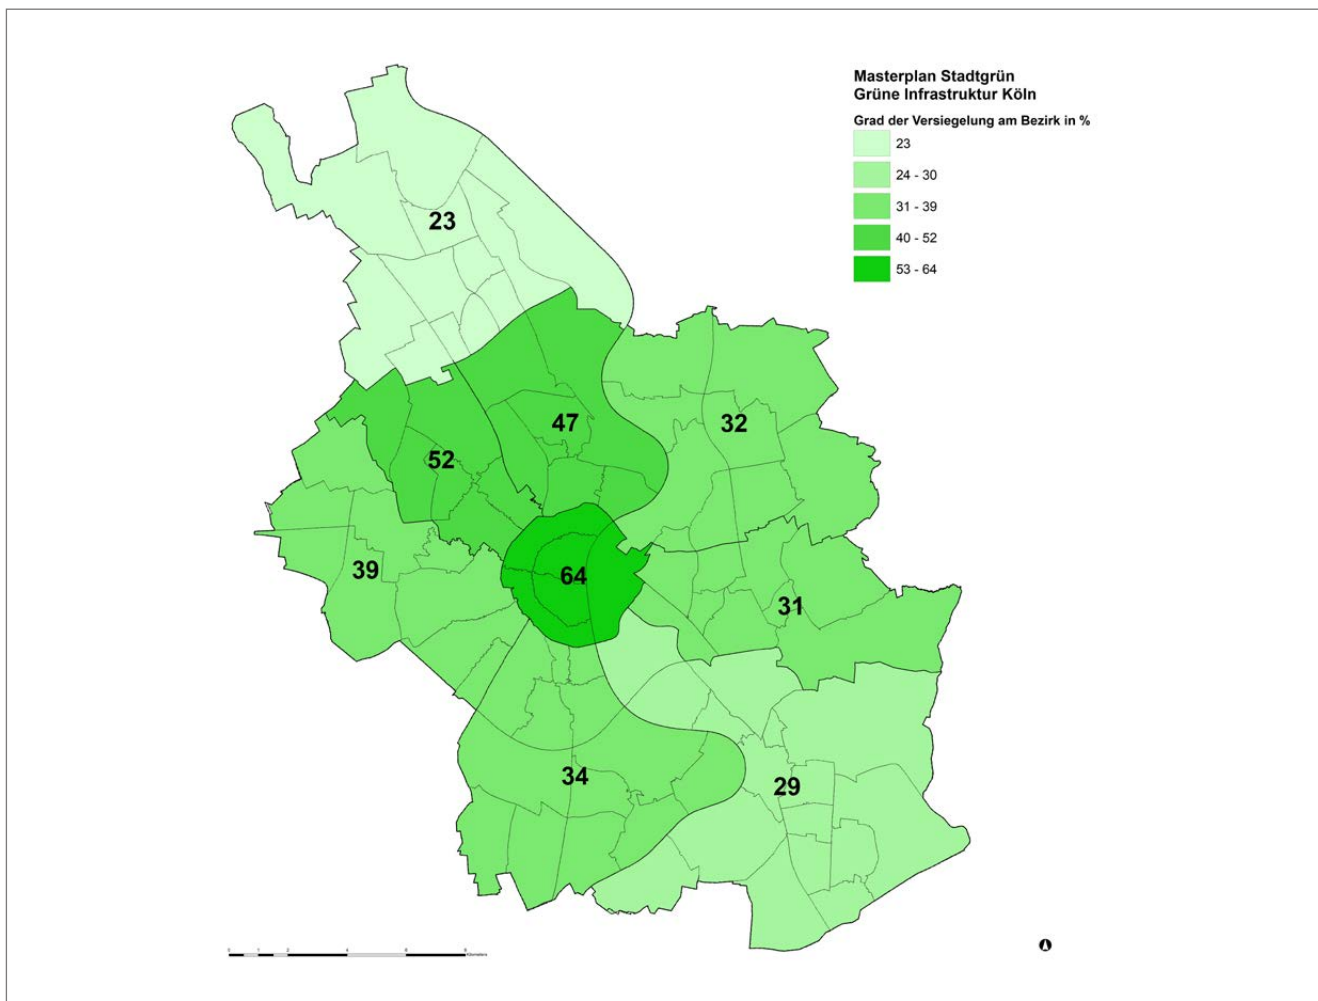 Masterplan Stadtgrün
Grüne Infrastruktur Köln
Grad der Versiegelung am Bezirk in %
23
24 - 30
31 - 39
40 - 52
53 - 64
23
47
32
52
64
39
31
34
29